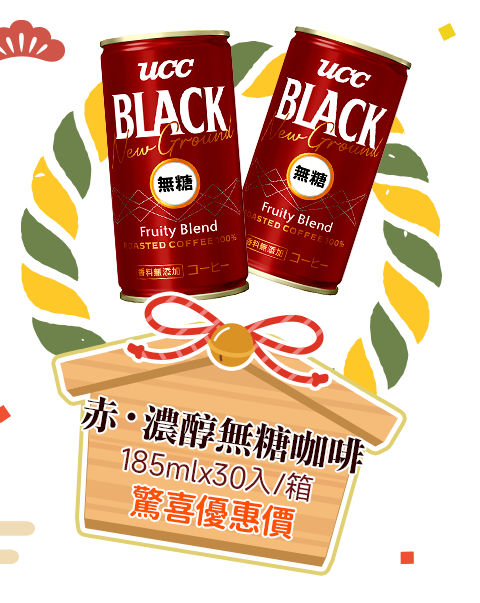 UCC
BLACK
New Ground
無糖
Fruity Blend
ROASTED COFFEE 100%
香料無添加 コーヒー
UCC
BLACK
New Ground
無糖
Fruity Blend
ROASTED COFFEE 100%
香料無添加 コーヒー
赤・濃醇無糖咖啡
185mlx30入/箱
驚喜優惠價